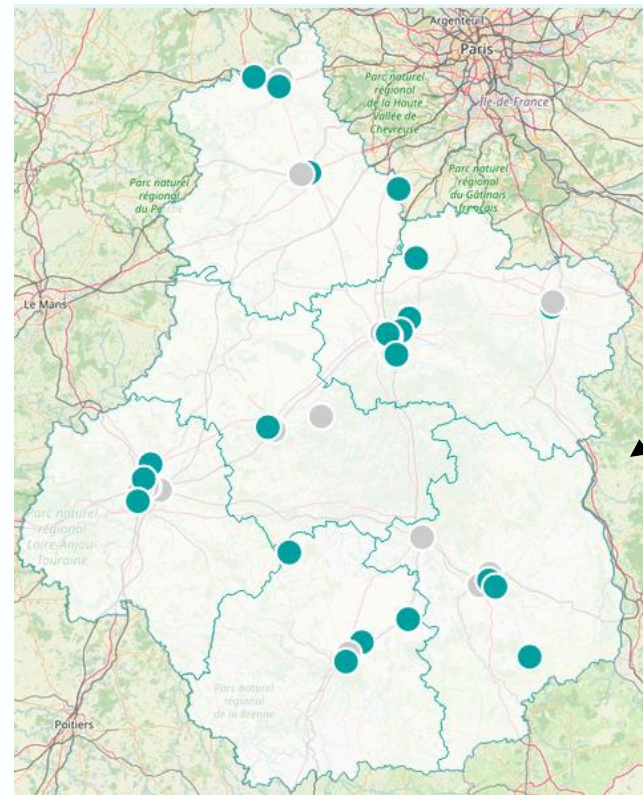 Argenteuil
Paris
Parc naturel
régional
de la Haute
Vallée de
Chevreuse
Île-de-France
Parc naturel
régional
du Perche
Parc naturel
régional
du Gâtinais
français
Le Mans
Parc naturel
régional
Loire-Anjou-
Touraine
Parc naturel
régional
de la Brenne
Poitiers